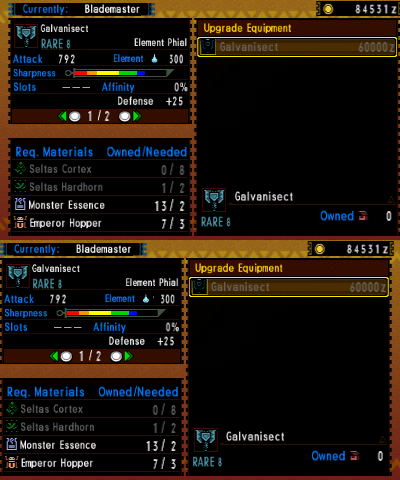 Currently: Blademaster
84531z
Galvanisect
RARE 8 Element Phial
Attack 792 Element 300
Sharpness
Slots --- Affinity 0%
Defense +25
1/2
Req. Materials Owned/Needed
Seltas Cortex 0/8
Seltas Hardhorn 1/2
Monster Essence 13/2
Emperor Hopper 7/3
Upgrade Equipment
Galvanisect 60000z
Galvanisect
RARE 8 Owned 0
Currently: Blademaster
84531z
Galvanisect
RARE 8 Element Phial
Attack 792 Element 300
Sharpness
Slots --- Affinity 0%
Defense +25
1/2
Req. Materials Owned/Needed
Seltas Cortex 0/8
Seltas Hardhorn 1/2
Monster Essence 13/2
Emperor Hopper 7/3
Upgrade Equipment
Galvanisect 60000z
Galvanisect
RARE 8 Owned 0